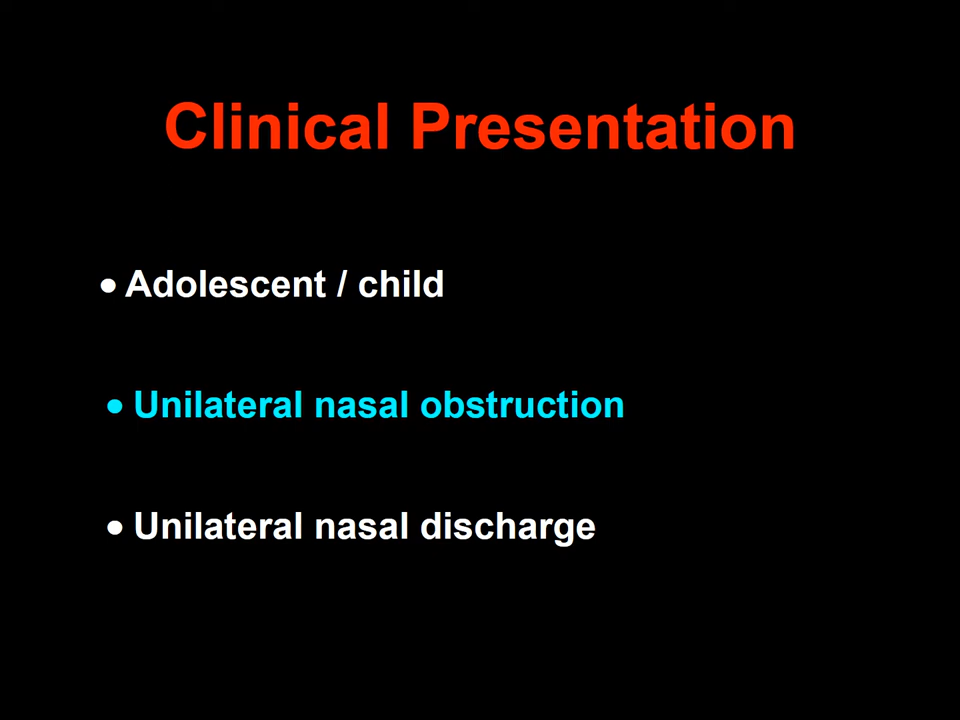 Clinical Presentation
• Adolescent / child
• Unilateral nasal obstruction
• Unilateral nasal discharge